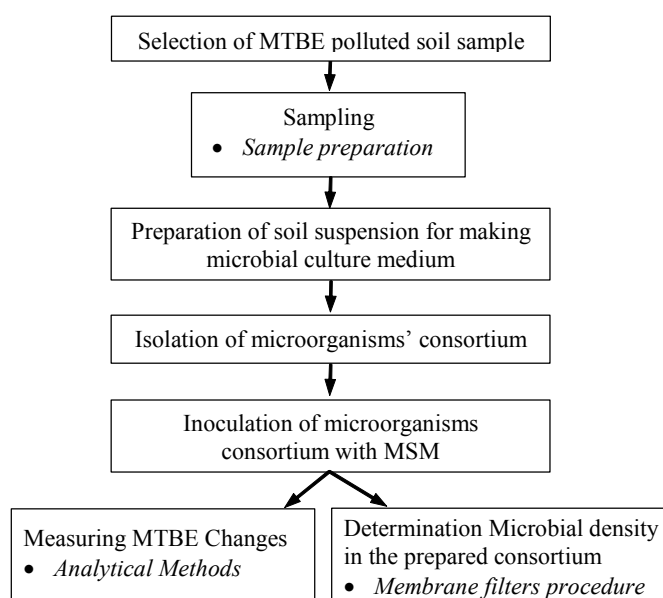 Selection of MTBE polluted soil sample
Sampling
• Sample preparation
Preparation of soil suspension for making
microbial culture medium
Isolation of microorganisms’ consortium
Inoculation of microorganisms
consortium with MSM
Measuring MTBE Changes
• Analytical Methods
Determination Microbial density
in the prepared consortium
• Membrane filters procedure